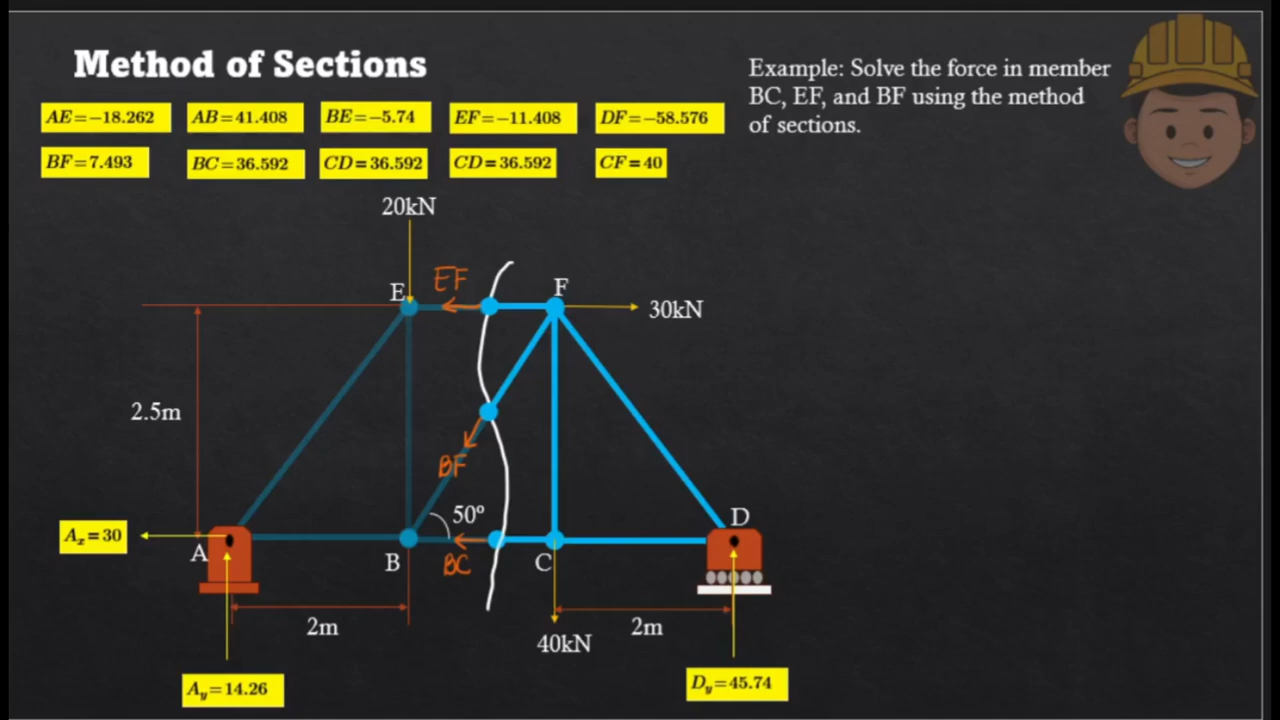 Method of Sections
Example: Solve the force in member
BC, EF, and BF using the method
of sections.
AE=−18.262
AB=41.408
BE=−5.74
EF=−11.408
DF=−58.576
BF=7.493
BC=36.592
CD=36.592
CD=36.592
CF=40
20kN
EF
E
F
30kN
2.5m
BF
50º
D
Aₓ=30
A
B
BC
C
2m
40kN
2m
Aᵧ=14.26
Dᵧ=45.74